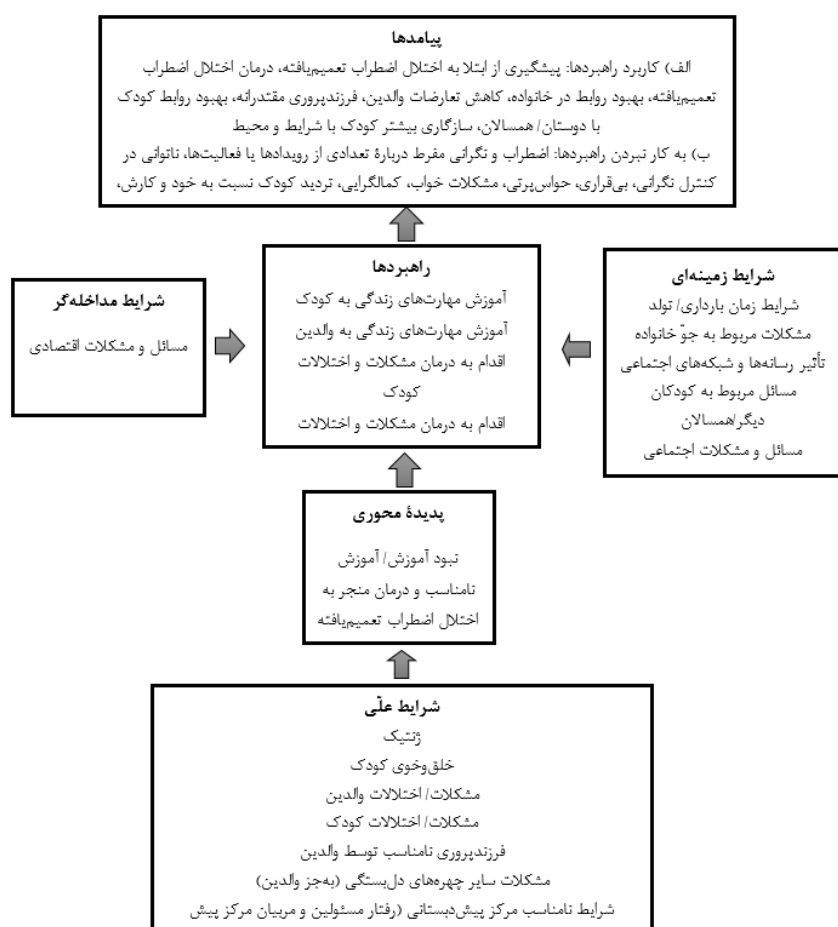 پیامدها
الف) کاربرد راهبردها: پیشگیری از ابتلا به اختلال اضطراب تعمیم‌یافته، درمان اختلال اضطراب
تعمیم‌یافته، بهبود روابط در خانواده، کاهش تعارضات والدین، فرزندپروری مقتدرانه، بهبود روابط کودک
با دوستان/ همسالان، سازگاری بیشتر کودک با شرایط و محیط
ب) به کار نبردن راهبردها: اضطراب و نگرانی مفرط دربارهٔ تعدادی از رویدادها یا فعالیت‌ها، ناتوانی در
کنترل نگرانی، بی‌قراری، حواس‌پرتی، مشکلات خواب، کمالگرایی، تردید کودک نسبت به خود و کارش،
شرایط زمینه‌ای
شرایط زمان بارداری/ تولد
مشکلات مربوط به جوّ خانواده
تأثیر رسانه‌ها و شبکه‌های اجتماعی
مسائل مربوط به کودکان
دیگر/همسالان
مسائل و مشکلات اجتماعی
راهبردها
آموزش مهارت‌های زندگی به کودک
آموزش مهارت‌های زندگی به والدین
اقدام به درمان مشکلات و اختلالات
کودک
اقدام به درمان مشکلات و اختلالات
شرایط مداخله‌گر
مسائل و مشکلات اقتصادی
پدیدهٔ محوری
نبود آموزش/ آموزش
نامناسب و درمان منجر به
اختلال اضطراب تعمیم‌یافته
شرایط علّی
ژنتیک
خلق‌وخوی کودک
مشکلات/ اختلالات والدین
مشکلات/ اختلالات کودک
فرزندپروری نامناسب توسط والدین
مشکلات سایر چهره‌های دل‌بستگی (به‌جز والدین)
شرایط نامناسب مرکز پیش‌دبستانی (رفتار مسئولین و مربیان مرکز پیش